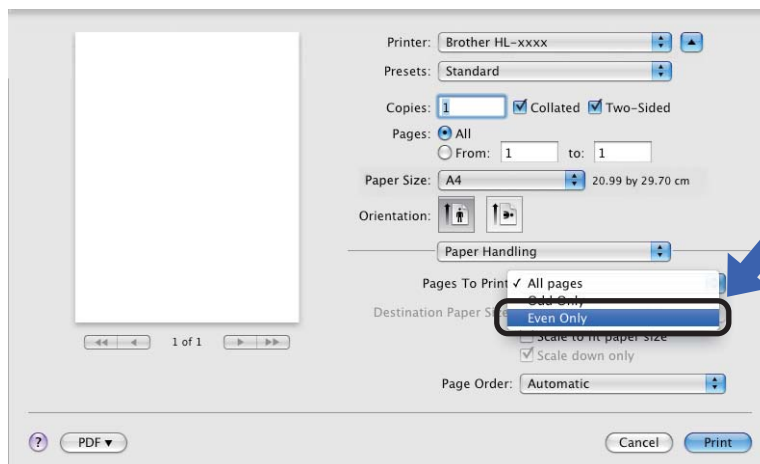 Printer: Brother HL-xxxx
Presets: Standard
Copies: 1 Collated Two-Sided
Pages: All
From: 1 to: 1
Paper Size: A4 20.99 by 29.70 cm
Orientation:
Paper Handling
Pages To Print ✓ All pages
Odd Only
Destination Paper Even Only
Scale to fit paper size
1 of 1
Scale down only
Page Order: Automatic
? PDF ▼ Cancel Print